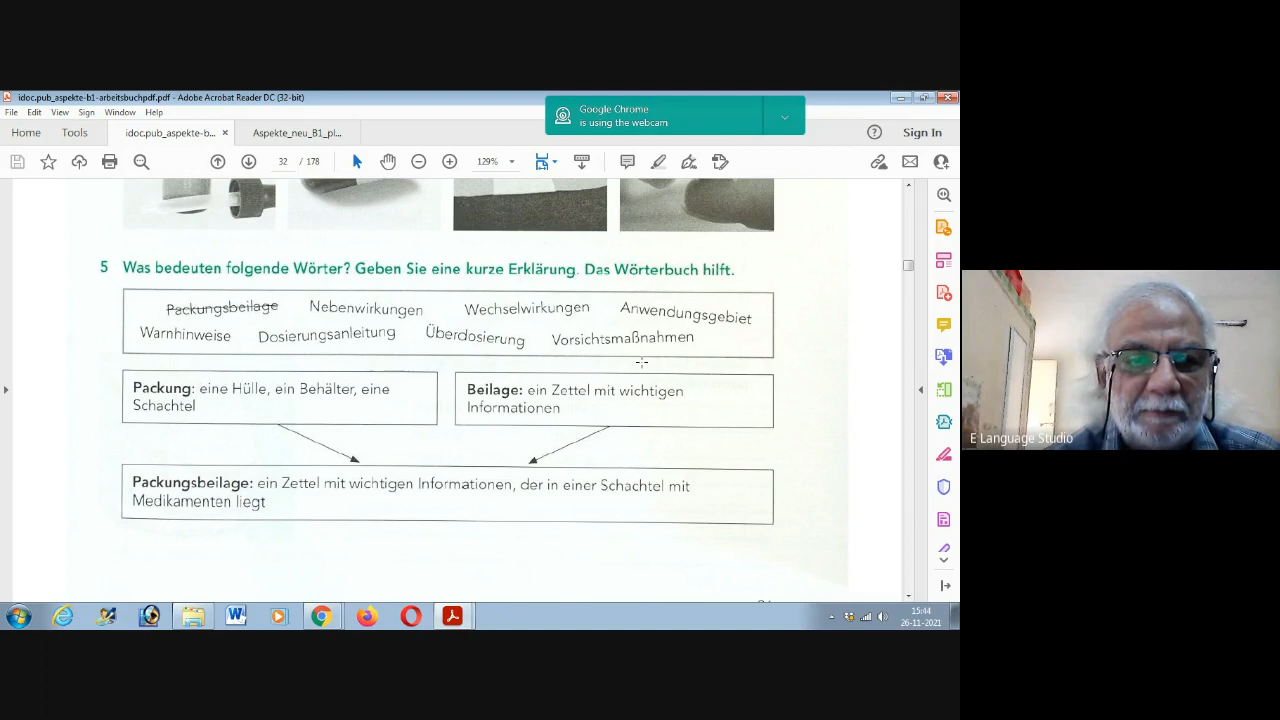 idoc.pub_aspekte-b1-arbeitsbuchpdf.pdf - Adobe Acrobat Reader DC (32-bit)
File Edit View Sign Window Help
Google Chrome
is using the webcam
Home Tools idoc.pub_aspekte-b... × Aspekte_neu_B1_pl... Sign In
32 / 178 129%
5 Was bedeuten folgende Wörter? Geben Sie eine kurze Erklärung. Das Wörterbuch hilft.
Packungsbeilage Nebenwirkungen Wechselwirkungen Anwendungsgebiet
Warnhinweise Dosierungsanleitung Überdosierung Vorsichtsmaßnahmen
Packung: eine Hülle, ein Behälter, eine
Schachtel
Beilage: ein Zettel mit wichtigen
Informationen
Packungsbeilage: ein Zettel mit wichtigen Informationen, der in einer Schachtel mit
Medikamenten liegt
E Language Studio
15:44
26-11-2021